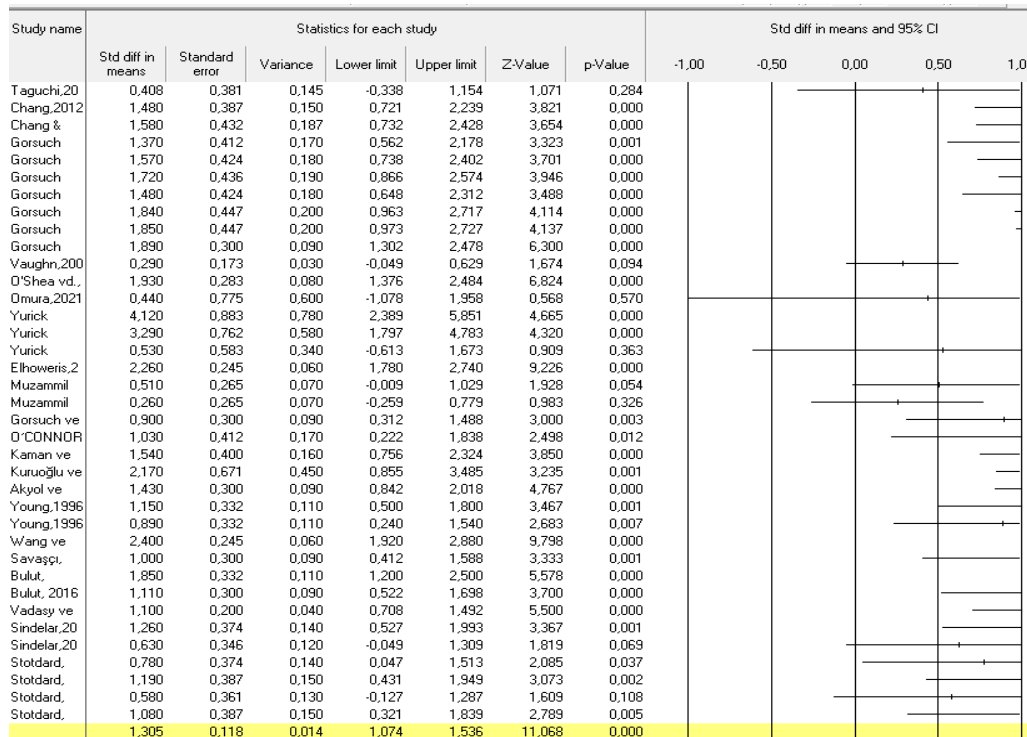 Study name Statistics for each study Std diff in means and 95% CI
Std diff in means Standard error Variance Lower limit Upper limit Z-Value p-Value -1,00 -0,50 0,00 0,50 1,0
Taguchi,20 0,408 0,381 0,145 -0,338 1,154 1,071 0,284
Chang,2012 1,480 0,387 0,150 0,721 2,239 3,821 0,000
Chang & 1,580 0,432 0,187 0,732 2,428 3,654 0,000
Gorsuch 1,370 0,412 0,170 0,562 2,178 3,323 0,001
Gorsuch 1,570 0,424 0,180 0,738 2,402 3,701 0,000
Gorsuch 1,720 0,436 0,190 0,866 2,574 3,946 0,000
Gorsuch 1,480 0,424 0,180 0,648 2,312 3,488 0,000
Gorsuch 1,840 0,447 0,200 0,963 2,717 4,114 0,000
Gorsuch 1,850 0,447 0,200 0,973 2,727 4,137 0,000
Gorsuch 1,890 0,300 0,090 1,302 2,478 6,300 0,000
Vaughn,200 0,290 0,173 0,030 -0,049 0,629 1,674 0,094
O'Shea vd., 1,930 0,283 0,080 1,376 2,484 6,824 0,000
Omura,2021 0,440 0,775 0,600 -1,078 1,958 0,568 0,570
Yurick 4,120 0,883 0,780 2,389 5,851 4,665 0,000
Yurick 3,290 0,762 0,580 1,797 4,783 4,320 0,000
Yurick 0,530 0,583 0,340 -0,613 1,673 0,909 0,363
Elhoweris,2 2,260 0,245 0,060 1,780 2,740 9,226 0,000
Muzammil 0,510 0,265 0,070 -0,009 1,029 1,928 0,054
Muzammil 0,260 0,265 0,070 -0,259 0,779 0,983 0,326
Gorsuch ve 0,900 0,300 0,090 0,312 1,488 3,000 0,003
O´CONNOR 1,030 0,412 0,170 0,222 1,838 2,498 0,012
Kaman ve 1,540 0,400 0,160 0,756 2,324 3,850 0,000
Kuruoğlu ve 2,170 0,671 0,450 0,855 3,485 3,235 0,001
Akyol ve 1,430 0,300 0,090 0,842 2,018 4,767 0,000
Young,1996 1,150 0,332 0,110 0,500 1,800 3,467 0,001
Young,1996 0,890 0,332 0,110 0,240 1,540 2,683 0,007
Wang ve 2,400 0,245 0,060 1,920 2,880 9,798 0,000
Savaşçı, 1,000 0,300 0,090 0,412 1,588 3,333 0,001
Bulut, 1,850 0,332 0,110 1,200 2,500 5,578 0,000
Bulut, 2016 1,110 0,300 0,090 0,522 1,698 3,700 0,000
Vadasy ve 1,100 0,200 0,040 0,708 1,492 5,500 0,000
Sindelar,20 1,260 0,374 0,140 0,527 1,993 3,367 0,001
Sindelar,20 0,630 0,346 0,120 -0,049 1,309 1,819 0,069
Stotdard, 0,780 0,374 0,140 0,047 1,513 2,085 0,037
Stotdard, 1,190 0,387 0,150 0,431 1,949 3,073 0,002
Stotdard, 0,580 0,361 0,130 -0,127 1,287 1,609 0,108
Stotdard, 1,080 0,387 0,150 0,321 1,839 2,789 0,005
1,305 0,118 0,014 1,074 1,536 11,068 0,000